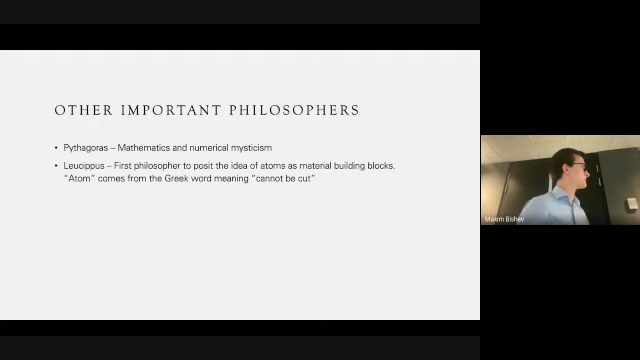 OTHER IMPORTANT PHILOSOPHERS
• Pythagoras – Mathematics and numerical mysticism
• Leucippus – First philosopher to posit the idea of atoms as material building blocks.
"Atom" comes from the Greek word meaning "cannot be cut"
Maxim Bishev